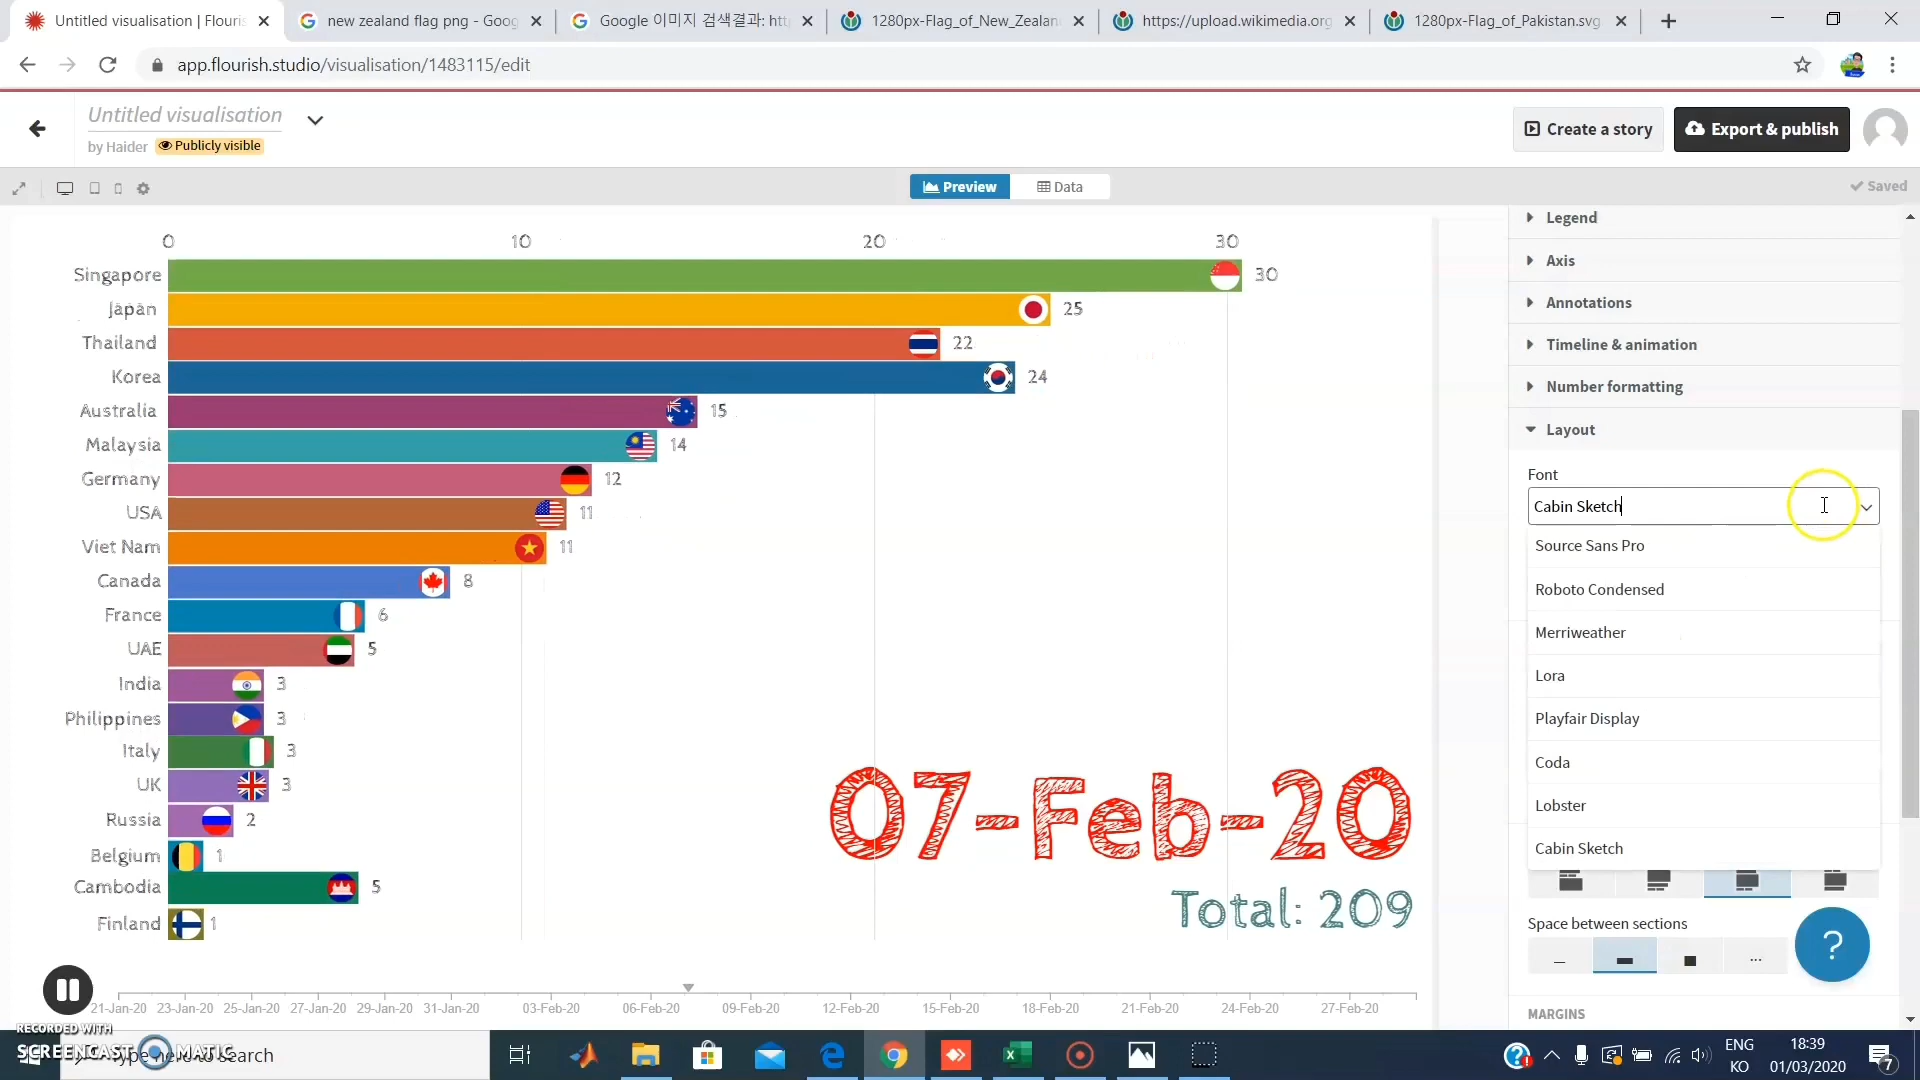 Untitled visualisation | Flouris
new zealand flag png - Goog
Google 이미지 검색결과: htt
1280px-Flag_of_New_Zealan
https://upload.wikimedia.org
1280px-Flag_of_Pakistan.svg
app.flourish.studio/visualisation/1483115/edit
Untitled visualisation
by Haider
Publicly visible
Create a story
Export & publish
Preview
Data
Saved
0 10 20 30
Singapore 30
Japan 25
Thailand 22
Korea 24
Australia 15
Malaysia 14
Germany 12
USA 11
Viet Nam 11
Canada 8
France 6
UAE 5
India 3
Philippines 3
Italy 3
UK 3
Russia 2
Belgium 1
Cambodia 5
Finland 1
07-Feb-20
Total: 209
21-Jan-20 23-Jan-20 25-Jan-20 27-Jan-20 29-Jan-20 31-Jan-20 03-Feb-20 06-Feb-20 09-Feb-20 12-Feb-20 15-Feb-20 18-Feb-20 21-Feb-20 24-Feb-20 27-Feb-20
Legend
Axis
Annotations
Timeline & animation
Number formatting
Layout
Font
Cabin Sketch
Source Sans Pro
Roboto Condensed
Merriweather
Lora
Playfair Display
Coda
Lobster
Cabin Sketch
Space between sections
?
MARGINS
RECORDED WITH
SCREENCAST MATIC
Type here to search
ENG
KO
18:39
01/03/2020
7